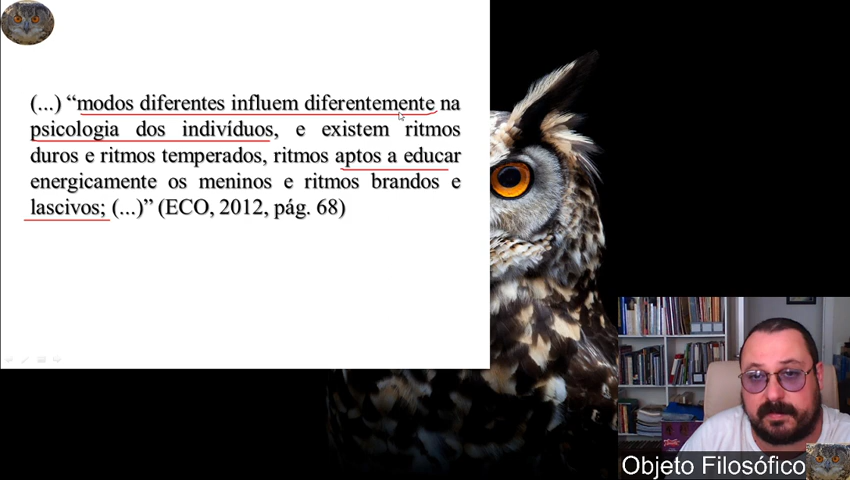 (...) “modos diferentes influem diferentemente na
psicologia dos indivíduos, e existem ritmos
duros e ritmos temperados, ritmos aptos a educar
energicamente os meninos e ritmos brandos e
lascivos; (...)” (ECO, 2012, pág. 68)
Objeto Filosófico